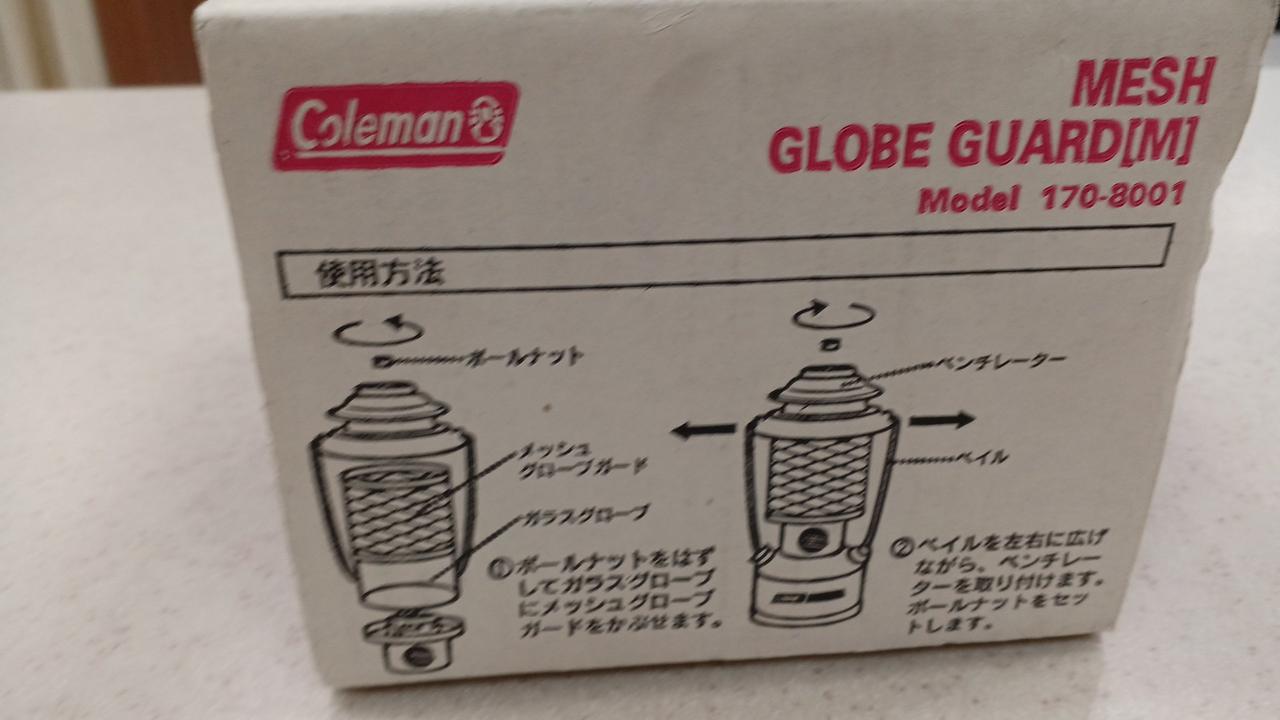 Coleman
MESH
GLOBE GUARD[M]
Model 170-8001
使用方法
ボールナット
メッシュ
グローブガード
ガラスグローブ
①ボールナットをはず
してガラスグローブ
にメッシュグローブ
ガードをかぶせます。
ベンチレーター
ベイル
②ベイルを左右に広げ
ながら、ベンチレー
ターを取り付けます。
ボールナットをセッ
トします。